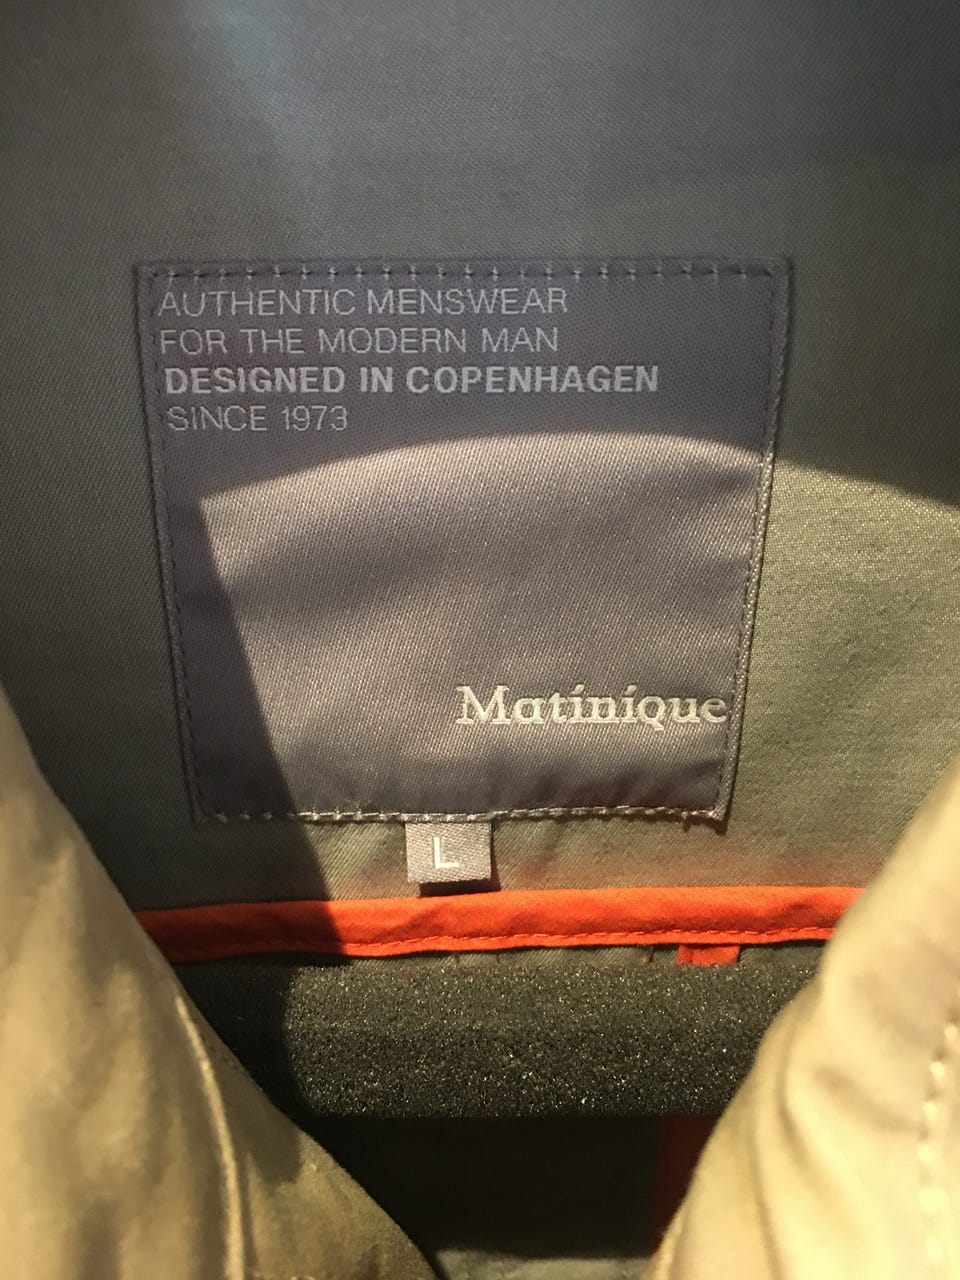 AUTHENTIC MENSWEAR
FOR THE MODERN MAN
DESIGNED IN COPENHAGEN
SINCE 1973
Matinique
L